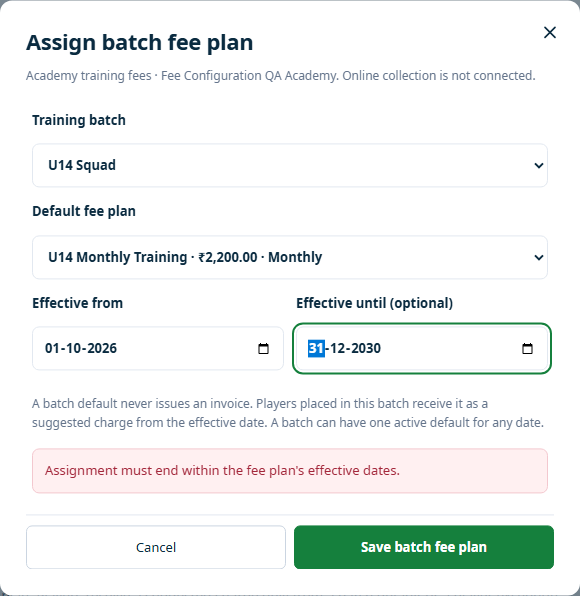 Assign batch fee plan
Academy training fees · Fee Configuration QA Academy. Online collection is not connected.
Training batch
U14 Squad
Default fee plan
U14 Monthly Training · ₹2,200.00 · Monthly
Effective from
Effective until (optional)
01-10-2026
31-12-2030
A batch default never issues an invoice. Players placed in this batch receive it as a
suggested charge from the effective date. A batch can have one active default for any date.
Assignment must end within the fee plan's effective dates.
Cancel
Save batch fee plan